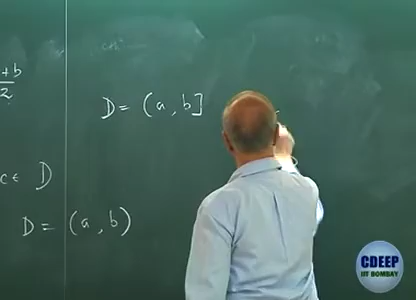 +b
2
D = (a, b]
c ∈ D
D = (a, b)
CDEEP
IIT BOMBAY